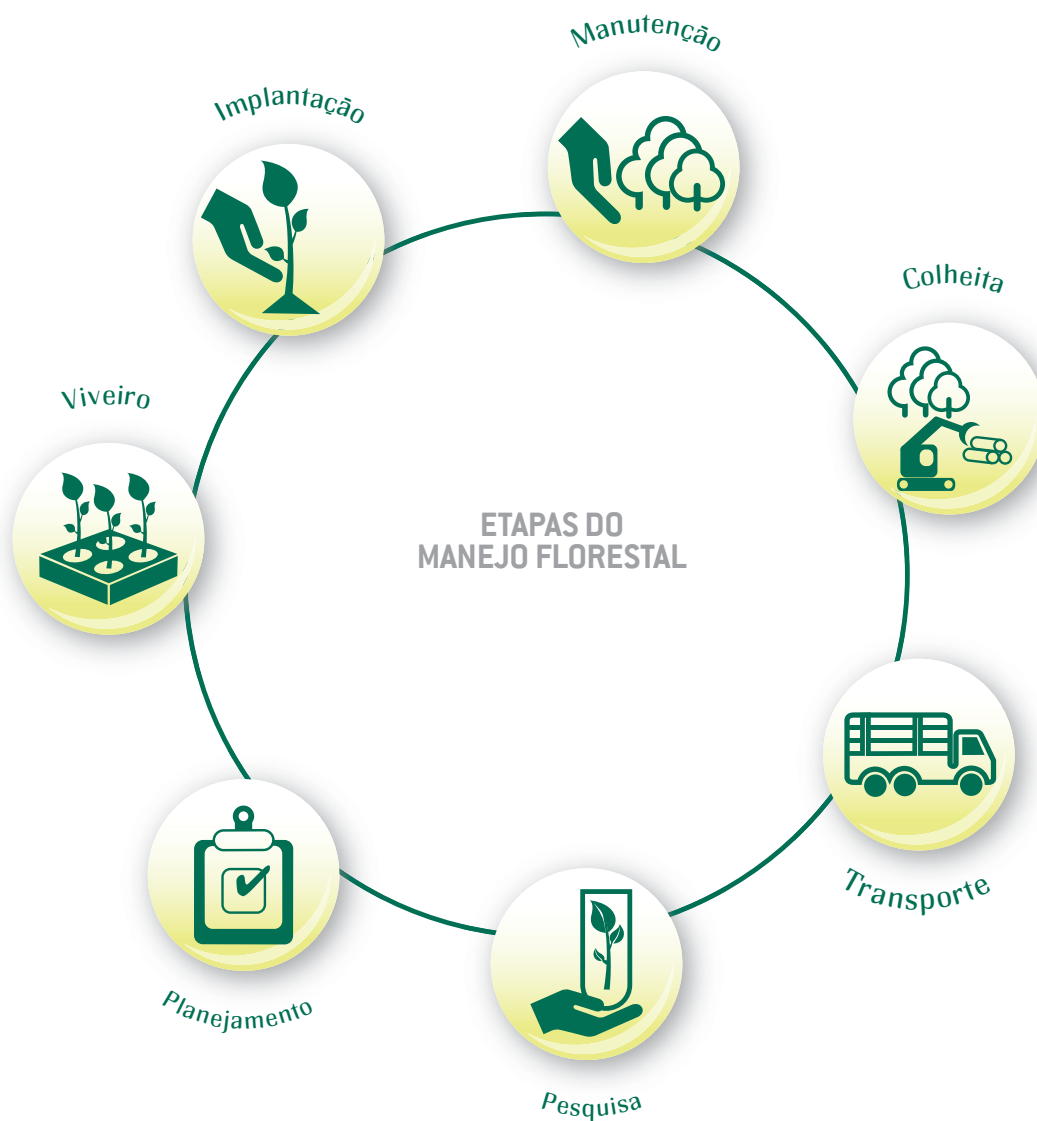 Manutenção
Implantação
Colheita
Viveiro
ETAPAS DO
MANEJO FLORESTAL
Transporte
Planejamento
Pesquisa